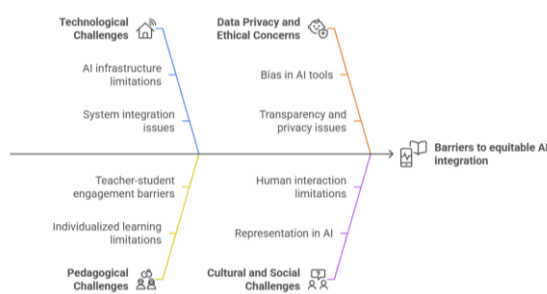 Technological
Challenges
Data Privacy and
Ethical Concerns
AI infrastructure
limitations
Bias in AI tools
System integration
issues
Transparency and
privacy issues
Barriers to equitable AI
integration
Teacher-student
engagement barriers
Human interaction
limitations
Individualized learning
limitations
Representation in AI
Pedagogical
Challenges
Cultural and Social
Challenges